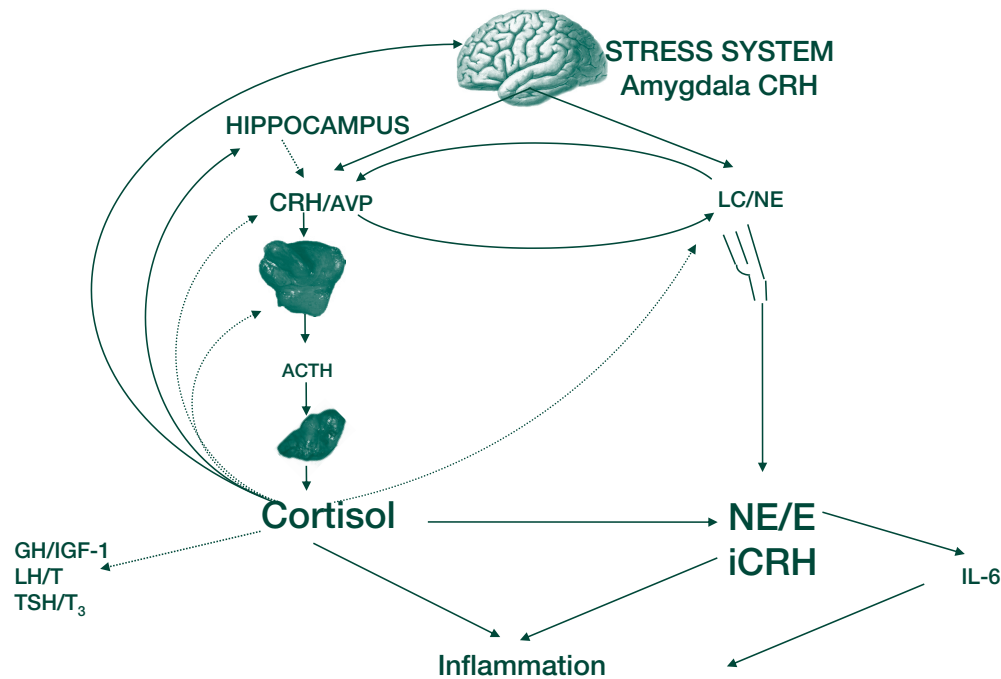 STRESS SYSTEM
Amygdala CRH
HIPPOCAMPUS
CRH/AVP
LC/NE
ACTH
Cortisol
NE/E
iCRH
GH/IGF-1
LH/T
TSH/T₃
IL-6
Inflammation